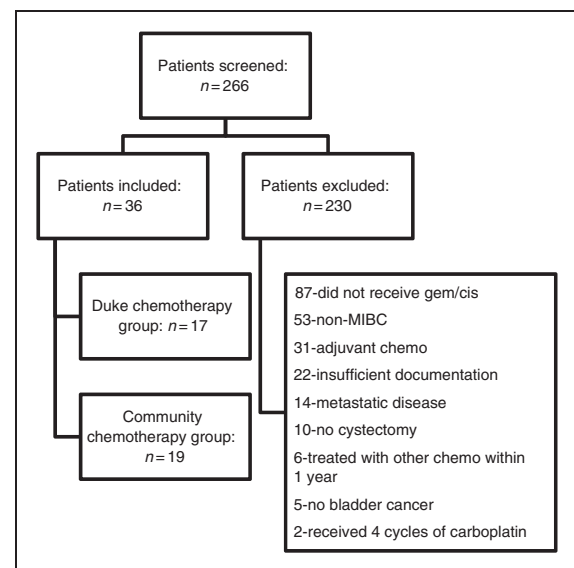 Patients screened:
n=266
Patients included:
n=36
Patients excluded:
n=230
Duke chemotherapy
group: n=17
Community
chemotherapy group:
n=19
87-did not receive gem/cis
53-non-MIBC
31-adjuvant chemo
22-insufficient documentation
14-metastatic disease
10-no cystectomy
6-treated with other chemo within
1 year
5-no bladder cancer
2-received 4 cycles of carboplatin